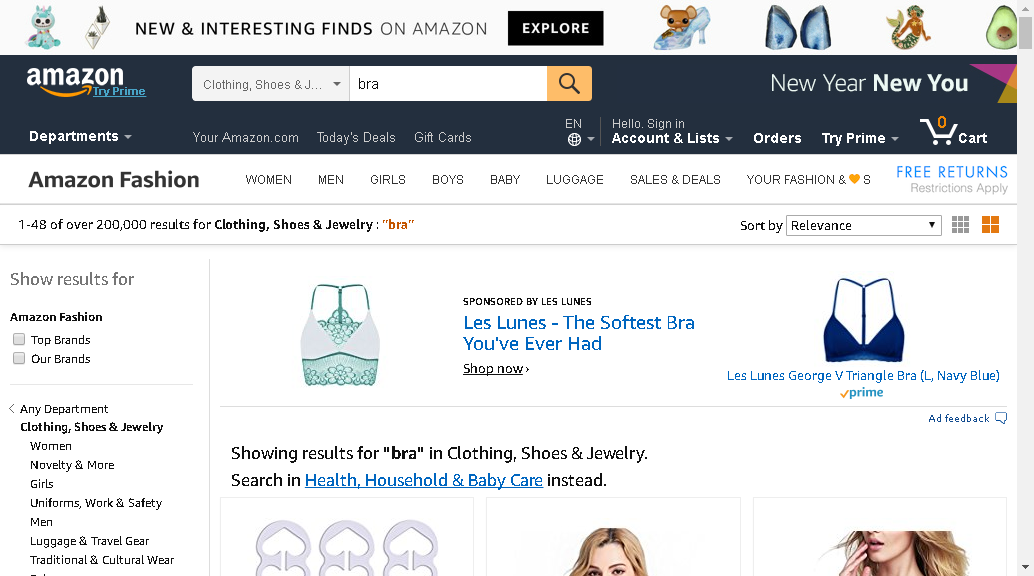 NEW & INTERESTING FINDS ON AMAZON EXPLORE
amazon
Try Prime
Clothing, Shoes & J...
bra
New Year New You
Departments
Your Amazon.com
Today's Deals
Gift Cards
EN
Hello. Sign in
Account & Lists
Orders
Try Prime
0
Cart
Amazon Fashion
WOMEN
MEN
GIRLS
BOYS
BABY
LUGGAGE
SALES & DEALS
YOUR FASHION & 🧡 S
FREE RETURNS
Restrictions Apply
1-48 of over 200,000 results for Clothing, Shoes & Jewelry : "bra"
Sort by Relevance
Show results for
Amazon Fashion
Top Brands
Our Brands
Any Department
Clothing, Shoes & Jewelry
Women
Novelty & More
Girls
Uniforms, Work & Safety
Men
Luggage & Travel Gear
Traditional & Cultural Wear
SPONSORED BY LES LUNES
Les Lunes - The Softest Bra
You've Ever Had
Shop now ›
Les Lunes George V Triangle Bra (L, Navy Blue)
prime
Ad feedback
Showing results for "bra" in Clothing, Shoes & Jewelry.
Search in Health, Household & Baby Care instead.